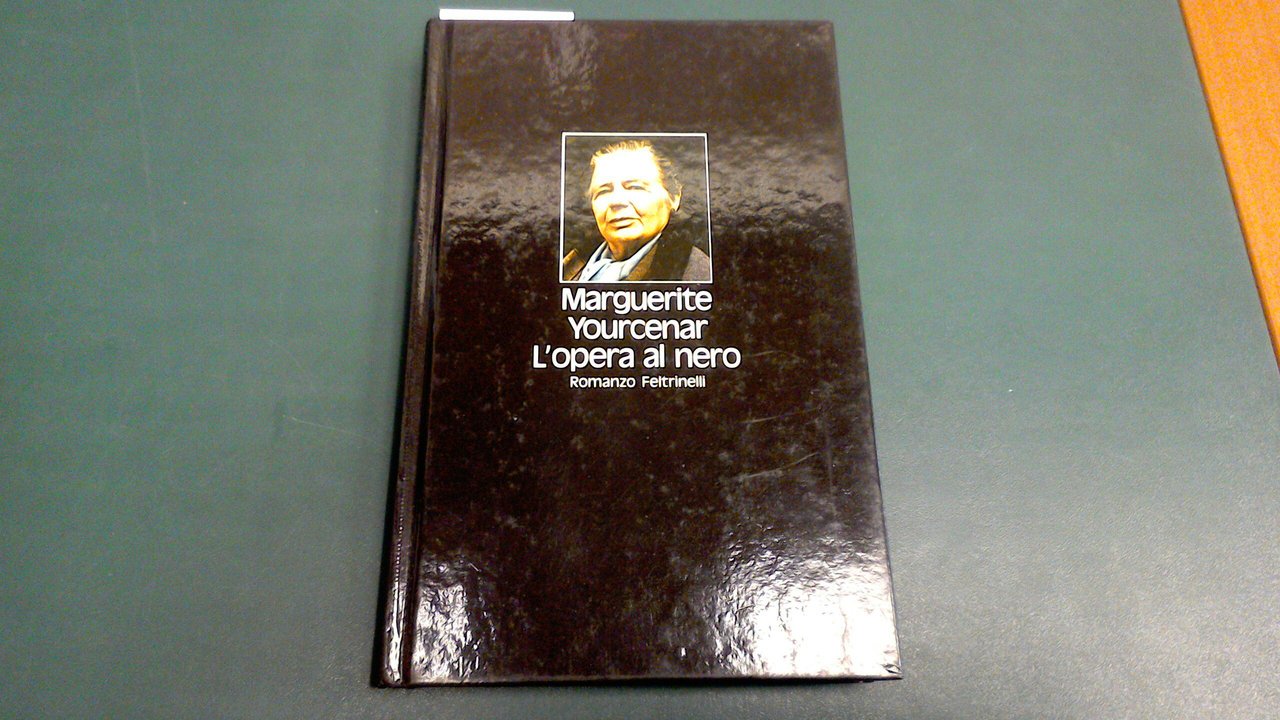 Marguerite
Yourcenar
L'opera al nero
Romanzo Feltrinelli